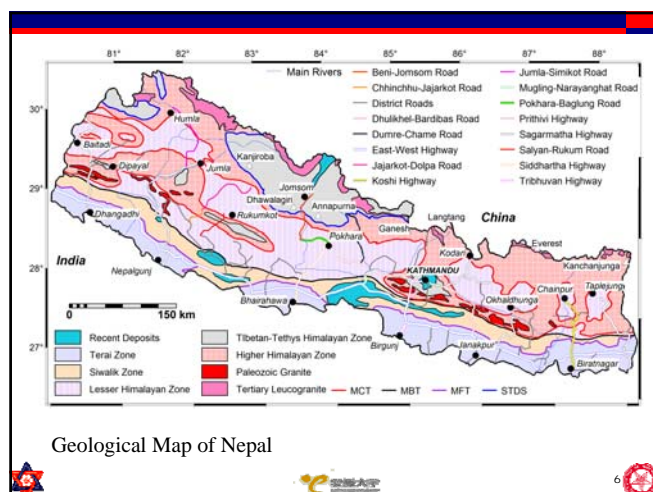 81° 82° 83° 84° 85° 86° 87° 88°
30°
29°
28°
27°
Main Rivers
Beni-Jomsom Road
Chhinchhu-Jajarkot Road
District Roads
Dhulikhel-Bardibas Road
Dumre-Chame Road
East-West Highway
Jajarkot-Dolpa Road
Koshi Highway
Jumla-Simikot Road
Mugling-Narayanghat Road
Pokhara-Baglung Road
Prithivi Highway
Sagarmatha Highway
Salyan-Rukum Road
Siddhartha Highway
Tribhuvan Highway
Humla
Baitadi
Dipayal
Jumla
Kanjiroba
Jomsom
Dhawalagiri
Annapurna
Dhangadhi
Rukumkot
Pokhara
Ganesh
Langtang
China
Kodari
Everest
Kanchanjunga
India
Nepalgunj
KATHMANDU
Chainpur
Taplejung
Okhaldhunga
Bhairahawa
Birgunj
Janakpur
Biratnagar
0 150 km
Recent Deposits
Terai Zone
Siwalik Zone
Lesser Himalayan Zone
TIbetan-Tethys Himalayan Zone
Higher Himalayan Zone
Paleozoic Granite
Tertiary Leucogranite
MCT MBT MFT STDS
Geological Map of Nepal
6